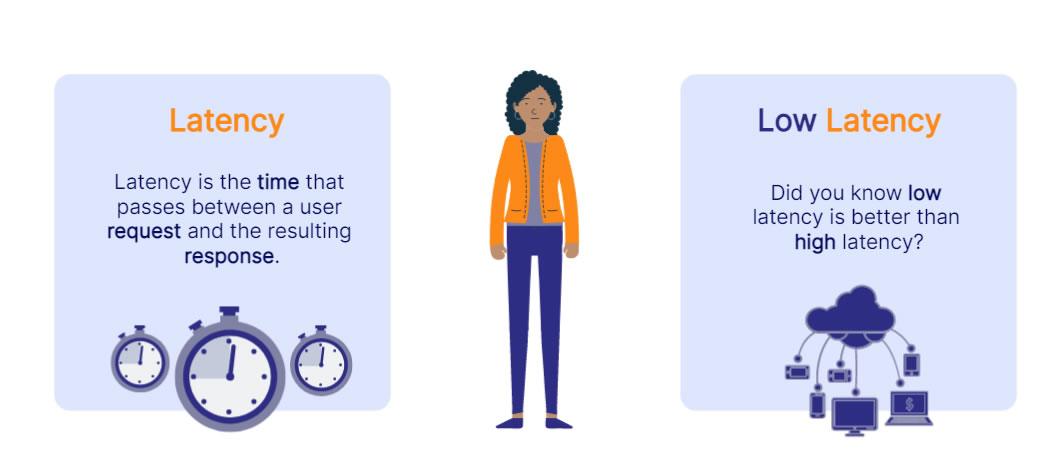 Latency
Latency is the time that
passes between a user
request and the resulting
response.
Low Latency
Did you know low
latency is better than
high latency?
$